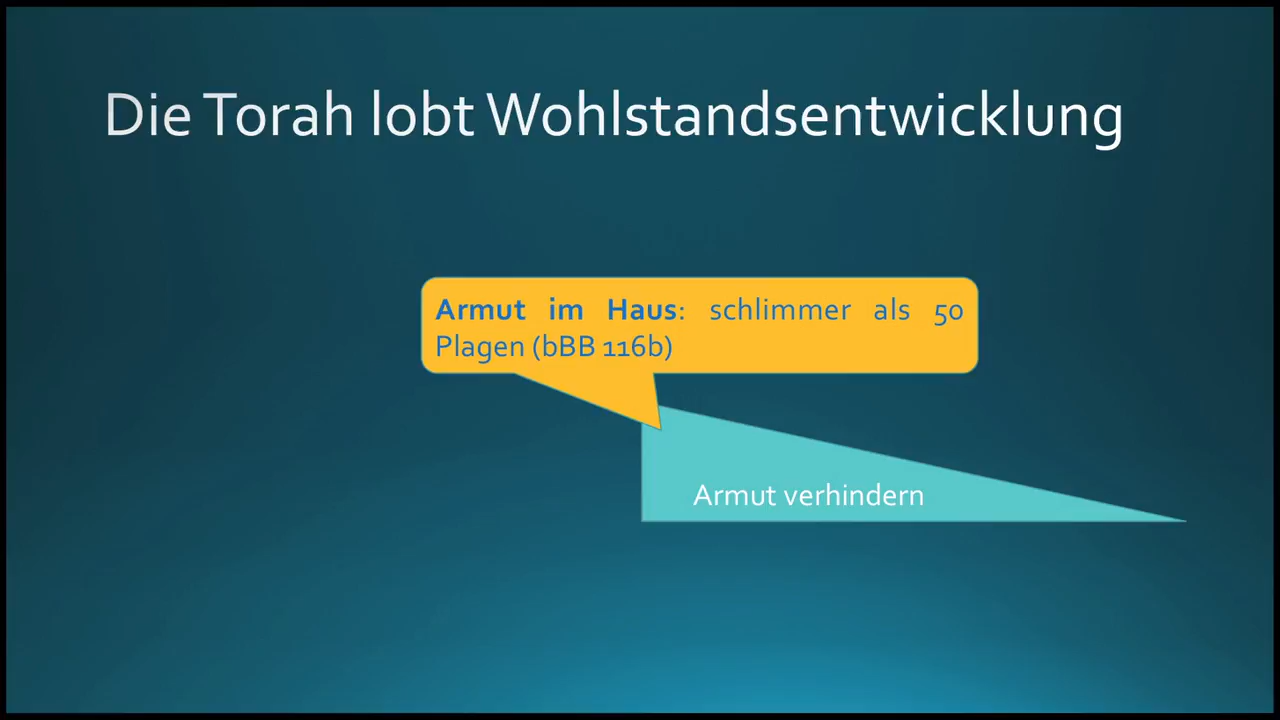 Die Torah lobt Wohlstandsentwicklung
Armut im Haus: schlimmer als 50
Plagen (bBB 116b)
Armut verhindern